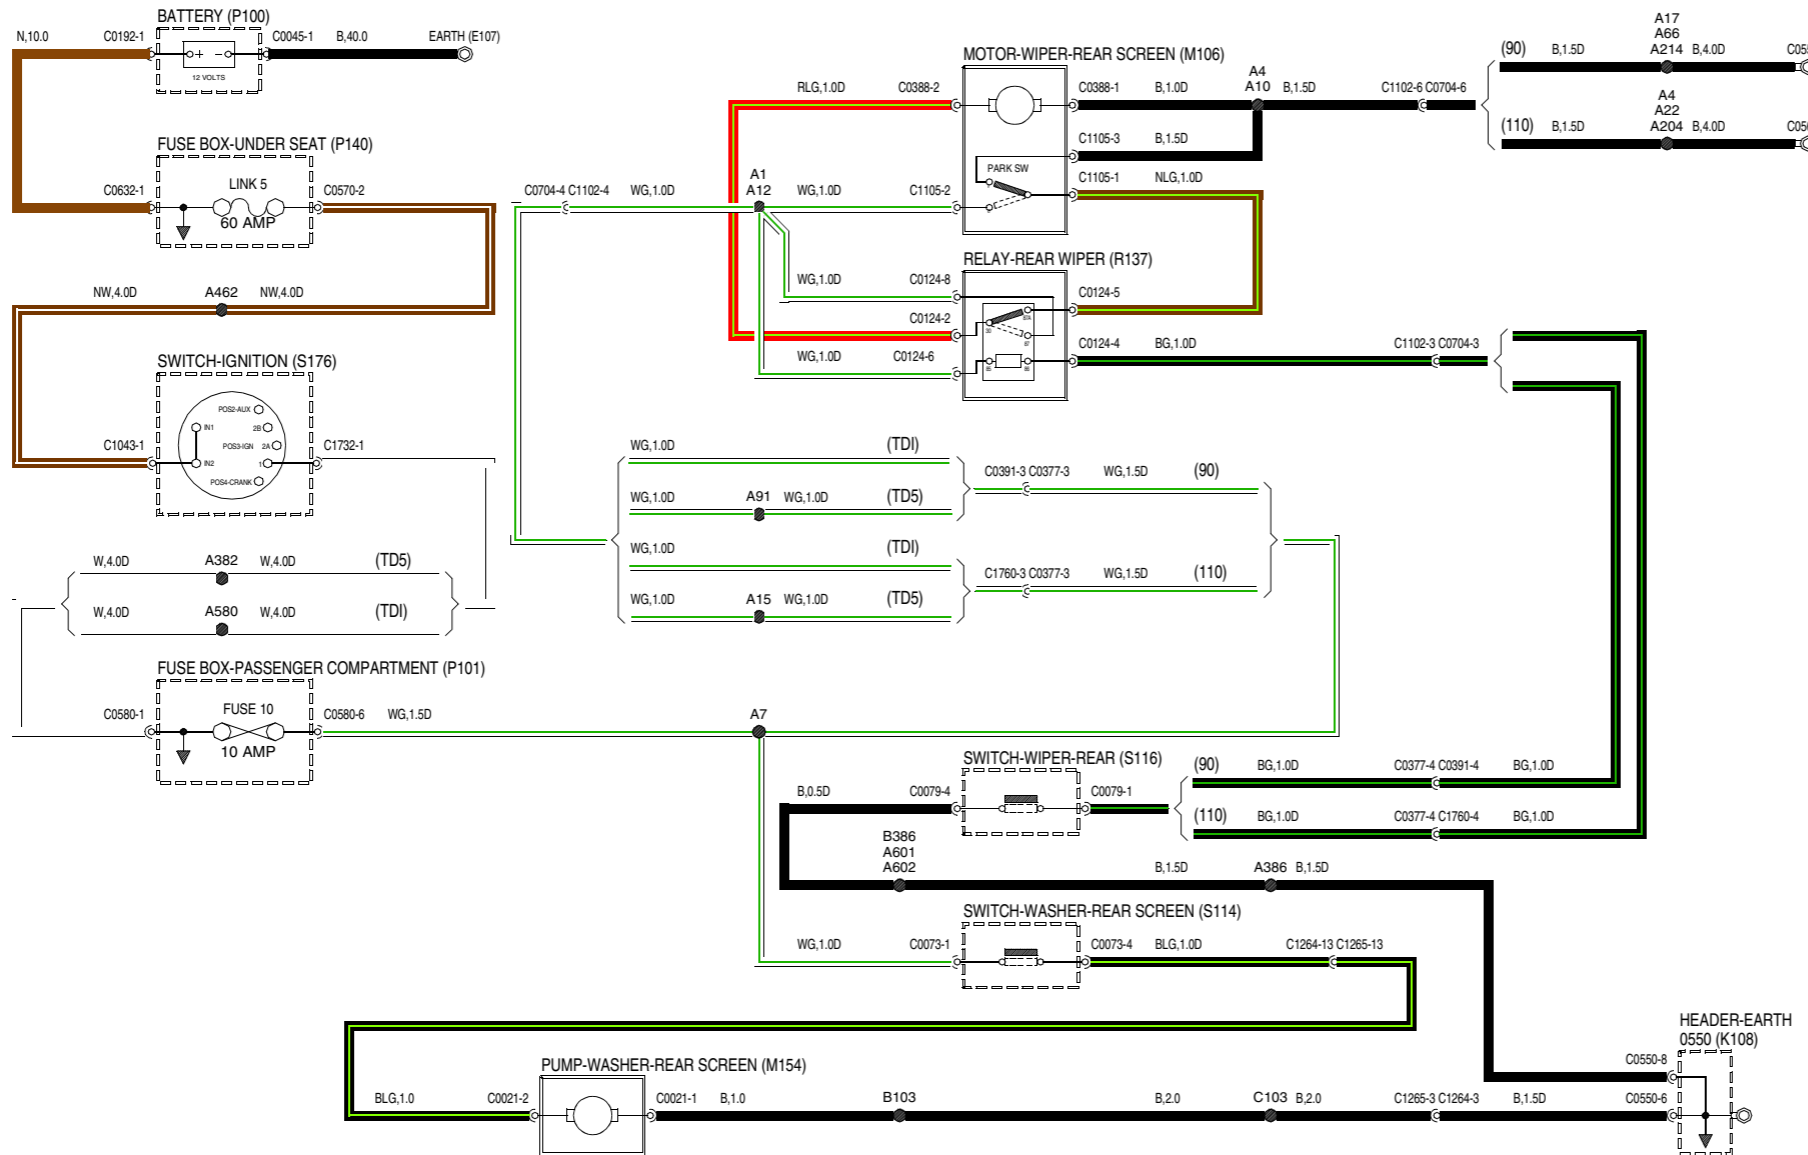 BATTERY (P100)
N,10.0 C0192-1 C0045-1 B,40.0 EARTH (E107)
+ -
12 VOLTS
FUSE BOX-UNDER SEAT (P140)
C0632-1 LINK 5 C0570-2
60 AMP
NW,4.0D A462 NW,4.0D
SWITCH-IGNITION (S176)
POS2-AUX
IN1 2B
POS3-IGN 2A
C1043-1 IN2 1 C1732-1
POS4-CRANK
W,4.0D A382 W,4.0D (TD5)
W,4.0D A580 W,4.0D (TDI)
FUSE BOX-PASSENGER COMPARTMENT (P101)
C0580-1 FUSE 10 C0580-6 WG,1.5D
10 AMP
A7
MOTOR-WIPER-REAR SCREEN (M106)
RLG,1.0D C0388-2 C0388-1 B,1.0D A4 B,1.5D C1102-6 C0704-6
A10
C1105-3 B,1.5D
PARK SW
C0704-4 C1102-4 WG,1.0D A1 WG,1.0D C1105-2 C1105-1 NLG,1.0D
A12
(90) B,1.5D A17 B,4.0D C055
A66
A214
(110) B,1.5D A4 B,4.0D C050
A22
A204
RELAY-REAR WIPER (R137)
WG,1.0D C0124-8 C0124-5
C0124-2
30 87A
87
WG,1.0D C0124-6 C0124-4 BG,1.0D C1102-3 C0704-3
85 86
WG,1.0D (TDI)
C0391-3 C0377-3 WG,1.5D (90)
WG,1.0D A91 WG,1.0D (TD5)
WG,1.0D (TDI)
C1760-3 C0377-3 WG,1.5D (110)
WG,1.0D A15 WG,1.0D (TD5)
SWITCH-WIPER-REAR (S116)
B,0.5D C0079-4 C0079-1
(90) BG,1.0D C0377-4 C0391-4 BG,1.0D
(110) BG,1.0D C0377-4 C1760-4 BG,1.0D
B386
A601
A602 B,1.5D A386 B,1.5D
SWITCH-WASHER-REAR SCREEN (S114)
WG,1.0D C0073-1 C0073-4 BLG,1.0D C1264-13 C1265-13
HEADER-EARTH
0550 (K108)
C0550-8
PUMP-WASHER-REAR SCREEN (M154)
BLG,1.0 C0021-2 C0021-1 B,1.0 B103 B,2.0 C103 B,2.0 C1265-3 C1264-3 B,1.5D C0550-6